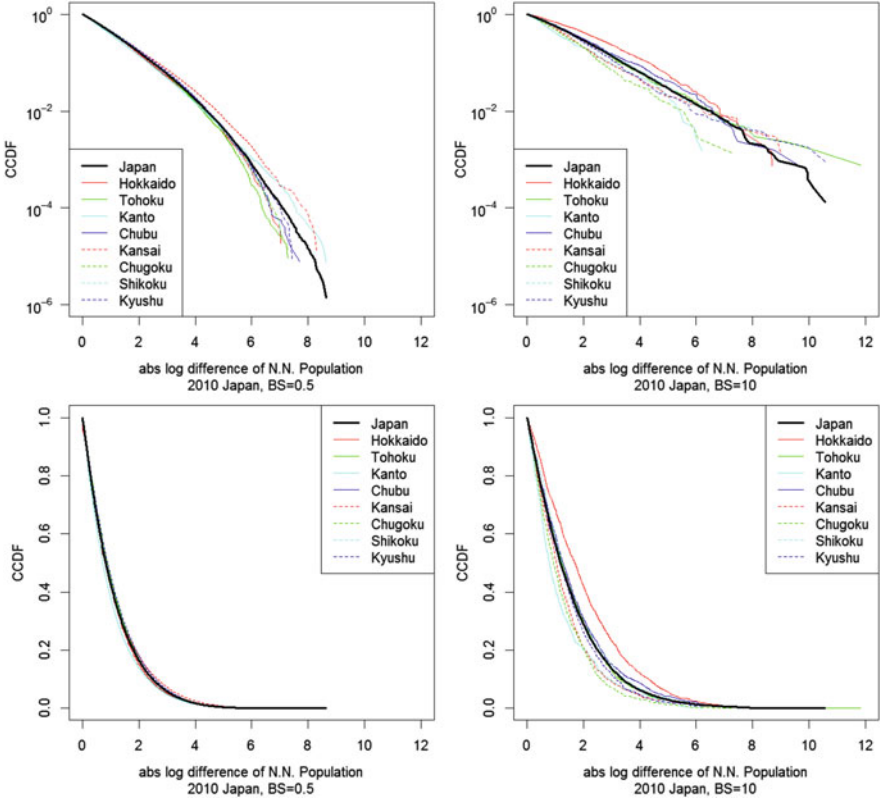 10^0
10^-2
10^-4
10^-6
CCDF
Japan
Hokkaido
Tohoku
Kanto
Chubu
Kansai
Chugoku
Shikoku
Kyushu
0 2 4 6 8 10 12
abs log difference of N.N. Population
2010 Japan, BS=0.5
10^0
10^-2
10^-4
10^-6
CCDF
Japan
Hokkaido
Tohoku
Kanto
Chubu
Kansai
Chugoku
Shikoku
Kyushu
0 2 4 6 8 10 12
abs log difference of N.N. Population
2010 Japan, BS=10
1.0
0.8
0.6
0.4
0.2
0.0
CCDF
Japan
Hokkaido
Tohoku
Kanto
Chubu
Kansai
Chugoku
Shikoku
Kyushu
0 2 4 6 8 10 12
abs log difference of N.N. Population
2010 Japan, BS=0.5
1.0
0.8
0.6
0.4
0.2
0.0
CCDF
Japan
Hokkaido
Tohoku
Kanto
Chubu
Kansai
Chugoku
Shikoku
Kyushu
0 2 4 6 8 10 12
abs log difference of N.N. Population
2010 Japan, BS=10